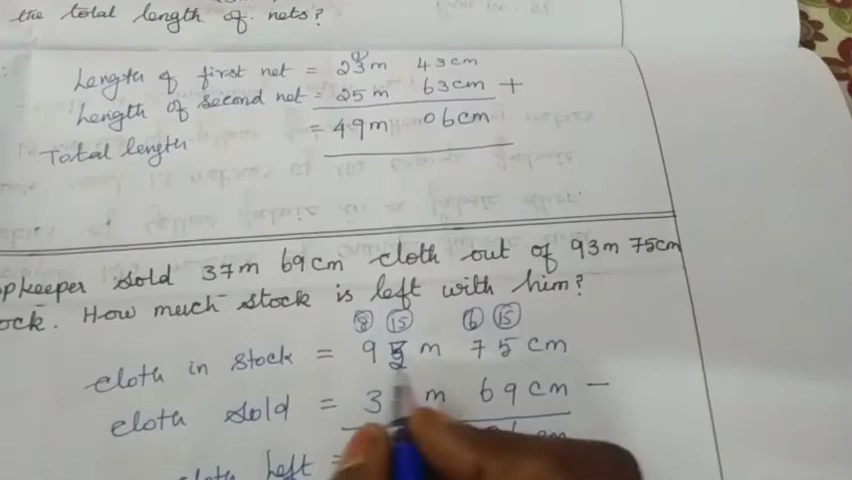 the total length of nets?
Length of first net = 23m 43cm
Length of second net = 25m 63cm +
Total length = 49m 06cm
pkeeper sold 37m 69cm cloth out of 93m 75cm
ock. How much stock is left with him?
8 15 6 15
cloth in stock = 9 m 75cm
cloth sold = 3 m 69cm -
cloth left =